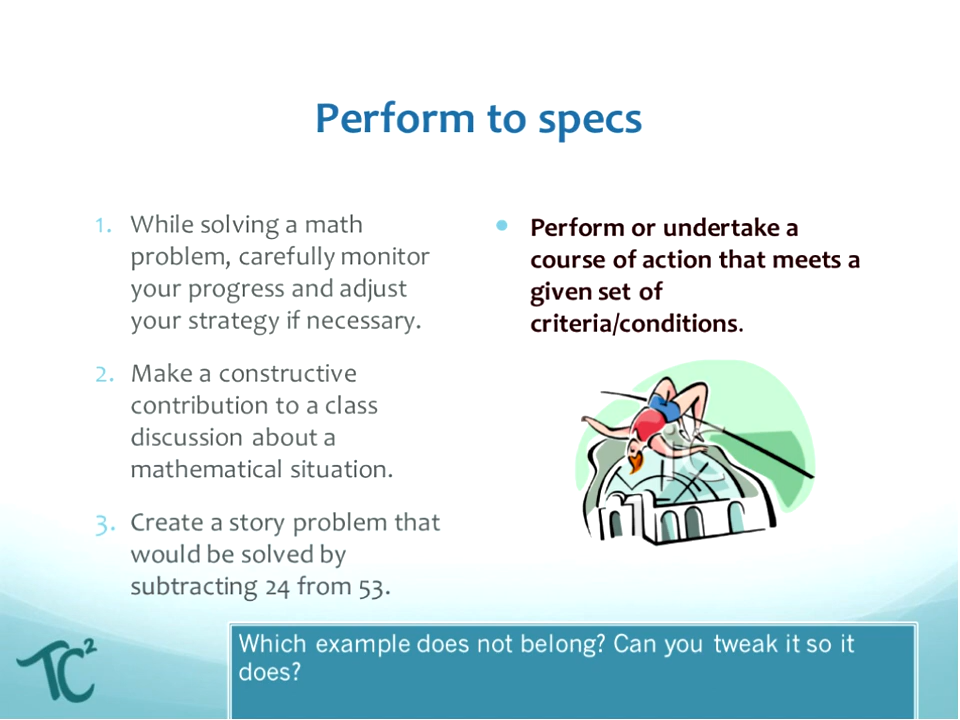 Perform to specs
1. While solving a math
problem, carefully monitor
your progress and adjust
your strategy if necessary.
2. Make a constructive
contribution to a class
discussion about a
mathematical situation.
3. Create a story problem that
would be solved by
subtracting 24 from 53.
• Perform or undertake a
course of action that meets a
given set of
criteria/conditions.
TC²
Which example does not belong? Can you tweak it so it
does?